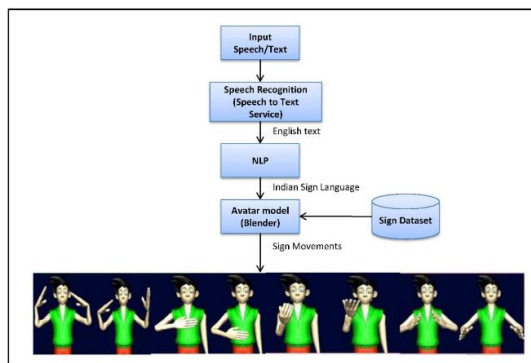 Input
Speech/Text
Speech Recognition
(Speech to Text
Service)
English text
NLP
Indian Sign Language
Avatar model
(Blender)
Sign Dataset
Sign Movements